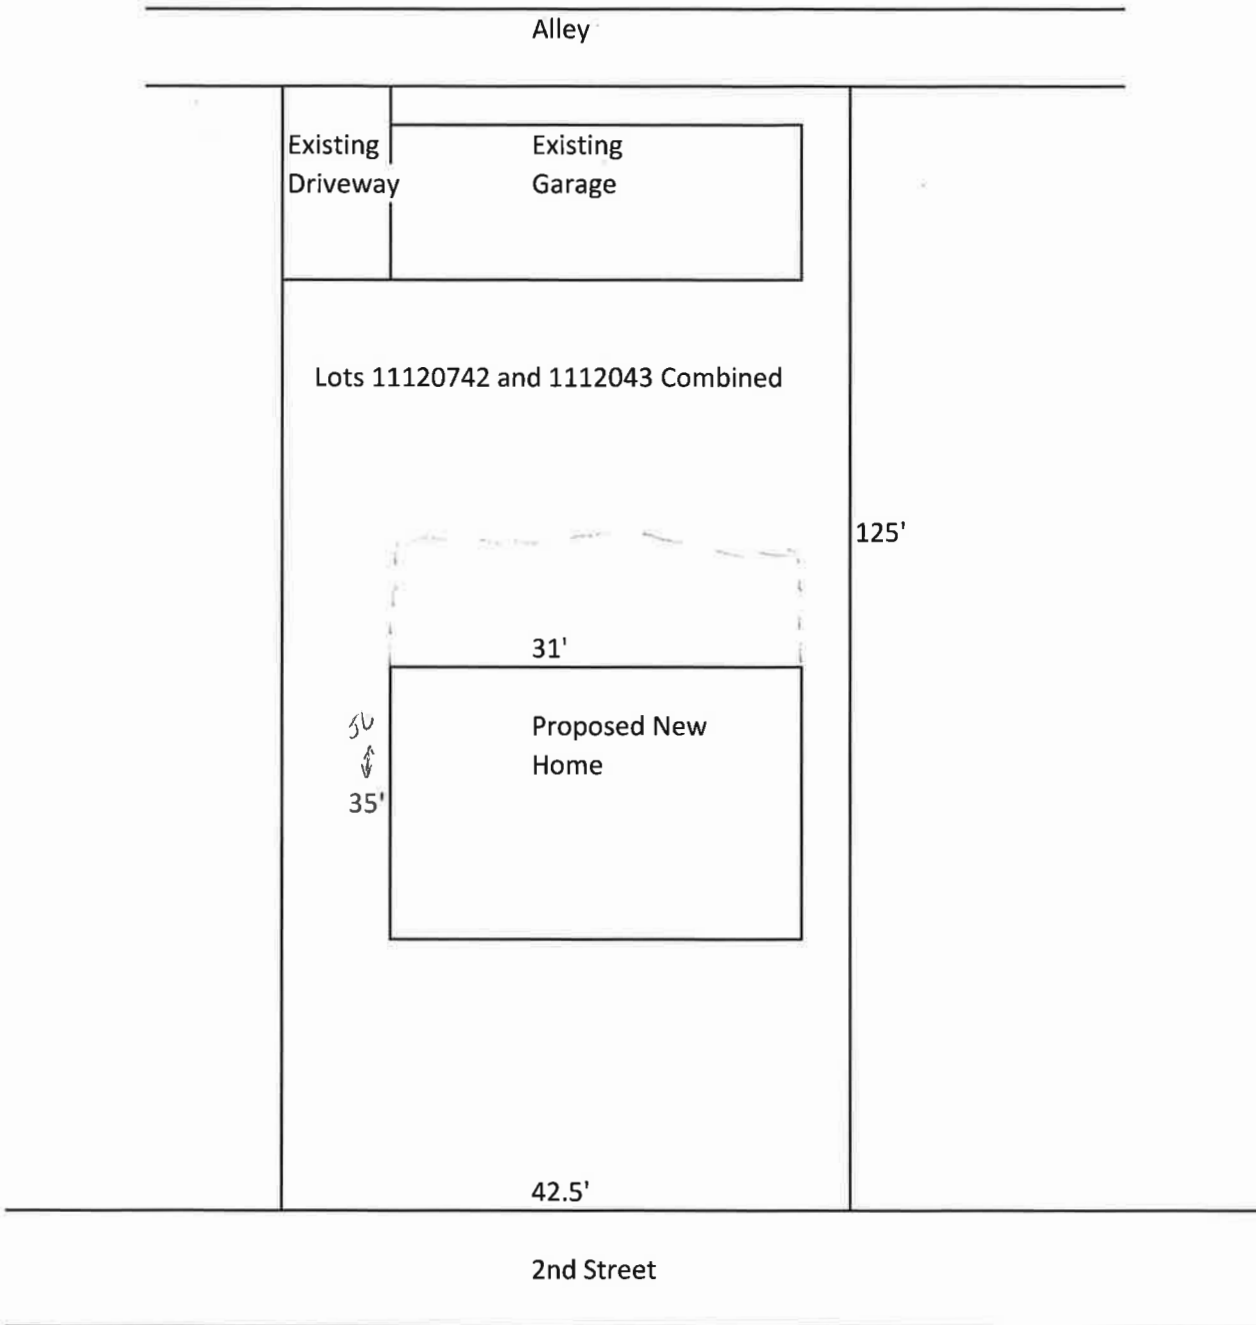 Alley
Existing
Driveway
Existing
Garage
Lots 11120742 and 1112043 Combined
125'
31'
Proposed New
Home
35'
42.5'
2nd Street